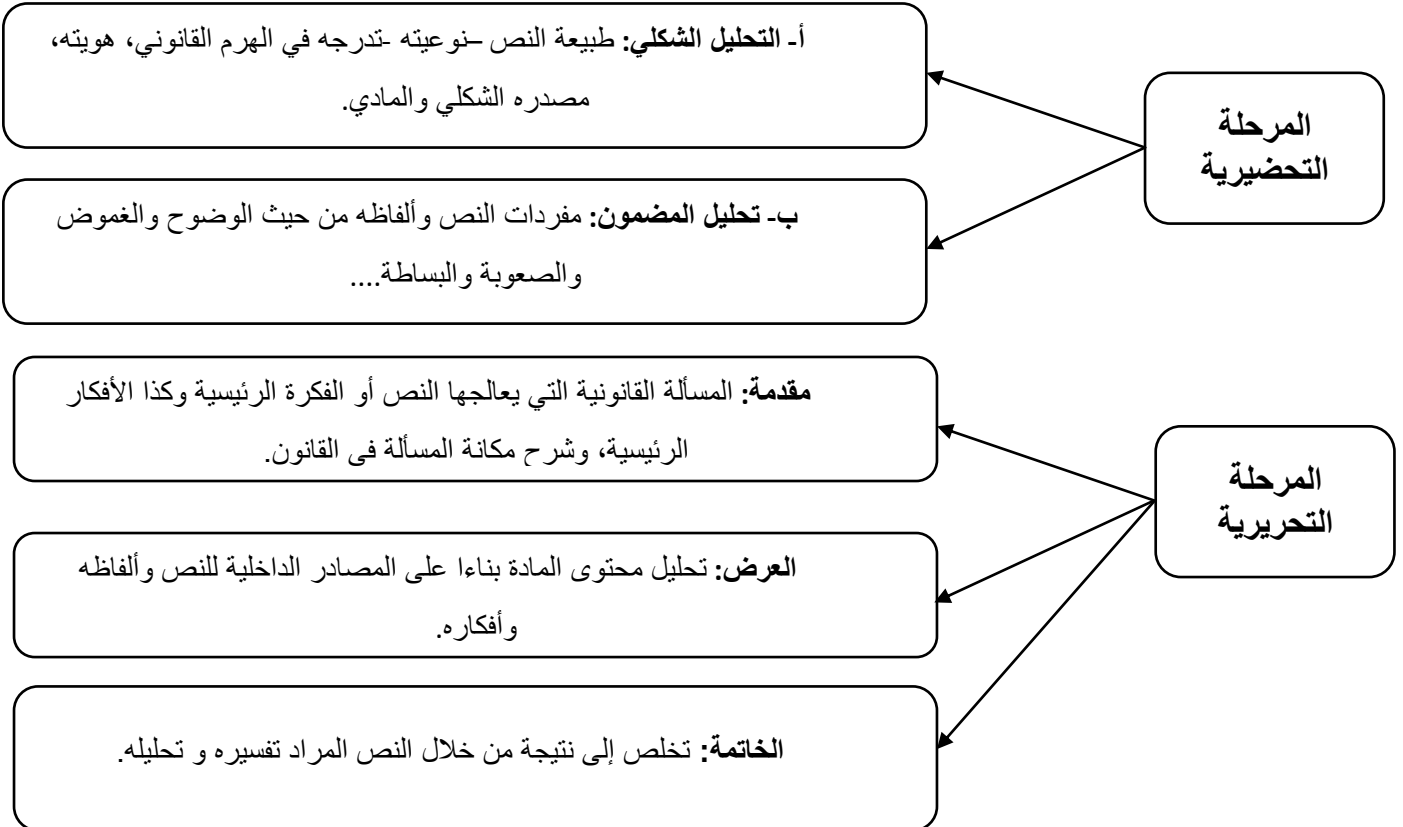 المرحلة
التحضيرية
أ- التحليل الشكلي: طبيعة النص –نوعيته -تدرجه في الهرم القانوني، هويته،
مصدره الشكلي والمادي.
ب- تحليل المضمون: مفردات النص وألفاظه من حيث الوضوح والغموض
والصعوبة والبساطة....
المرحلة
التحريرية
مقدمة: المسألة القانونية التي يعالجها النص أو الفكرة الرئيسية وكذا الأفكار
الرئيسية، وشرح مكانة المسألة في القانون.
العرض: تحليل محتوى المادة بناءا على المصادر الداخلية للنص وألفاظه
وأفكاره.
الخاتمة: تخلص إلى نتيجة من خلال النص المراد تفسيره و تحليله.